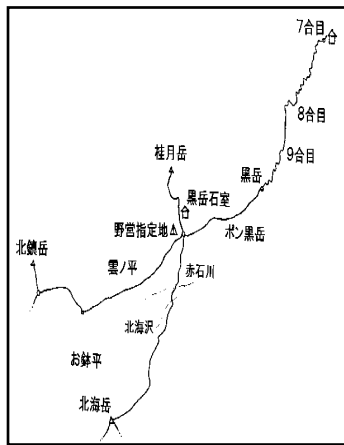 7合目
8合目
9合目
桂月岳
黒岳
黒岳石室
野営指定地
ポン黒岳
北鎮岳
雲ノ平
赤石川
北海沢
お鉢平
北海岳